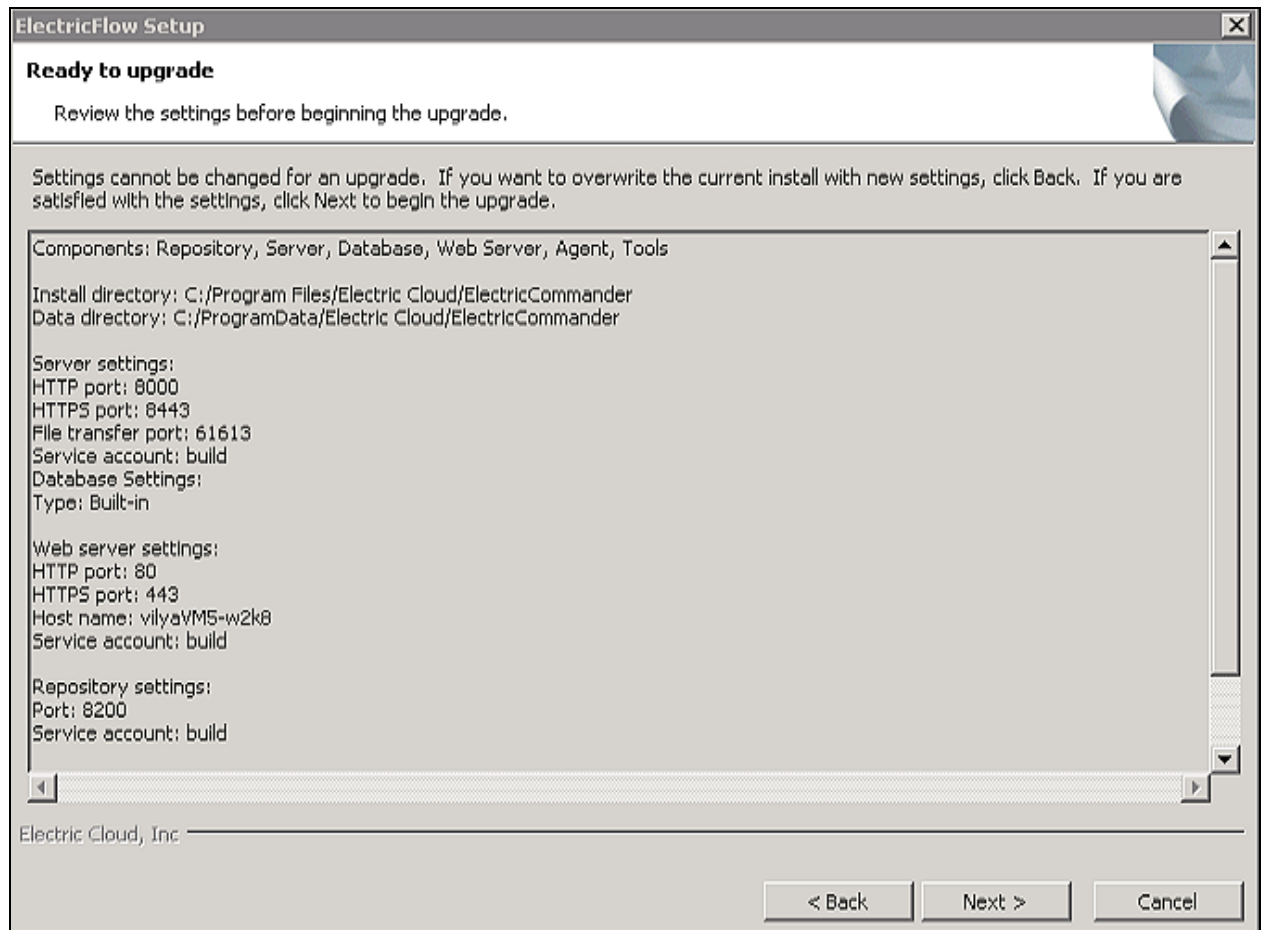 ElectricFlow Setup
Ready to upgrade
Review the settings before beginning the upgrade.
Settings cannot be changed for an upgrade. If you want to overwrite the current install with new settings, click Back. If you are
satisfied with the settings, click Next to begin the upgrade.
Components: Repository, Server, Database, Web Server, Agent, Tools
Install directory: C:/Program Files/Electric Cloud/ElectricCommander
Data directory: C:/ProgramData/Electric Cloud/ElectricCommander
Server settings:
HTTP port: 8000
HTTPS port: 8443
File transfer port: 61613
Service account: build
Database Settings:
Type: Built-in
Web server settings:
HTTP port: 80
HTTPS port: 443
Host name: vilyaVM5-w2k8
Service account: build
Repository settings:
Port: 8200
Service account: build
Electric Cloud, Inc
< Back Next > Cancel